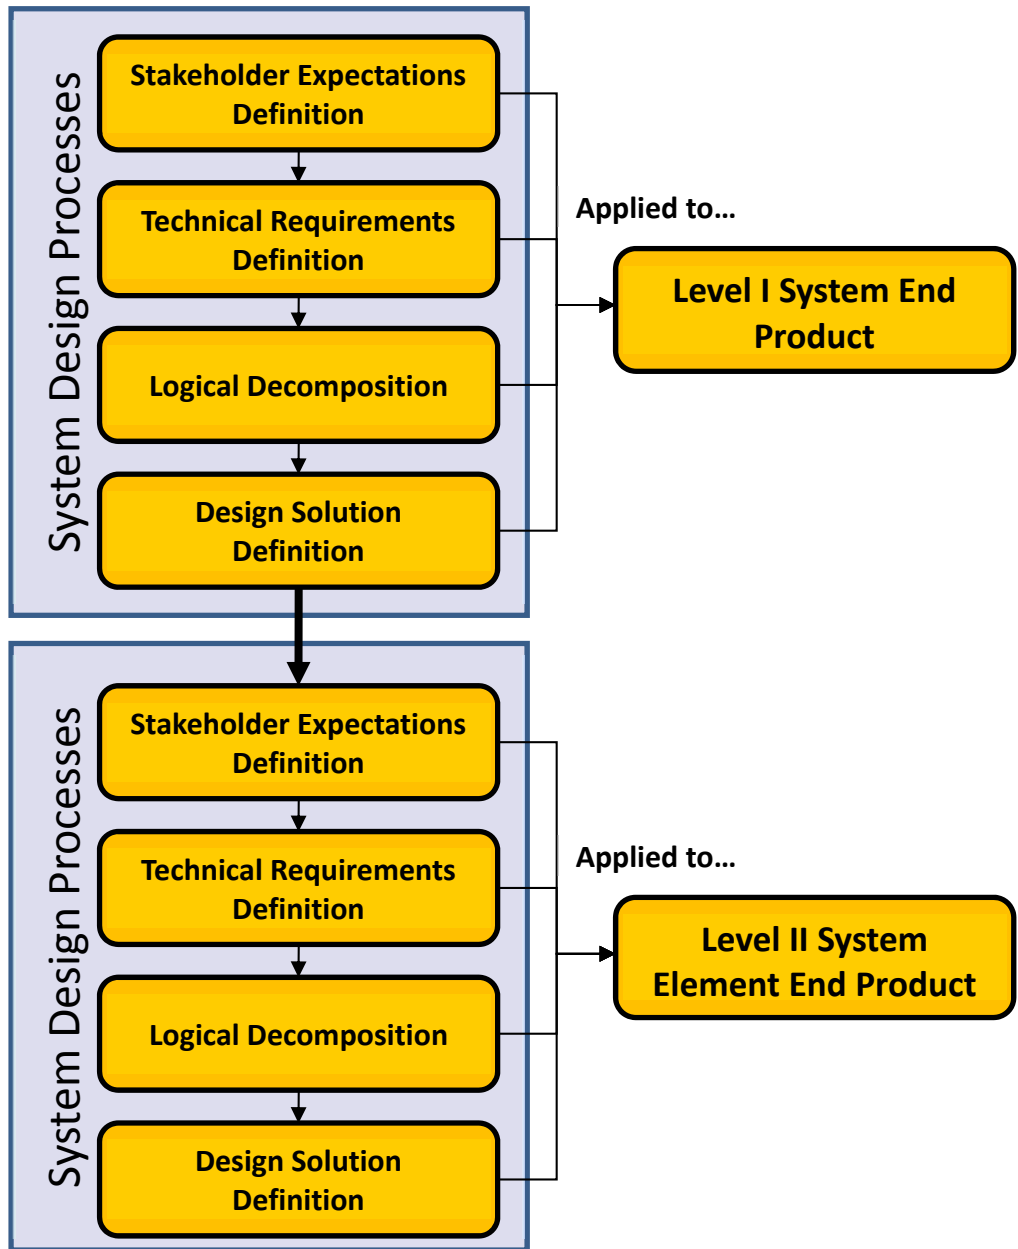 System Design Processes
Stakeholder Expectations
Definition
Technical Requirements
Definition
Logical Decomposition
Design Solution
Definition
Applied to…
Level I System End
Product
System Design Processes
Stakeholder Expectations
Definition
Technical Requirements
Definition
Logical Decomposition
Design Solution
Definition
Applied to…
Level II System
Element End Product